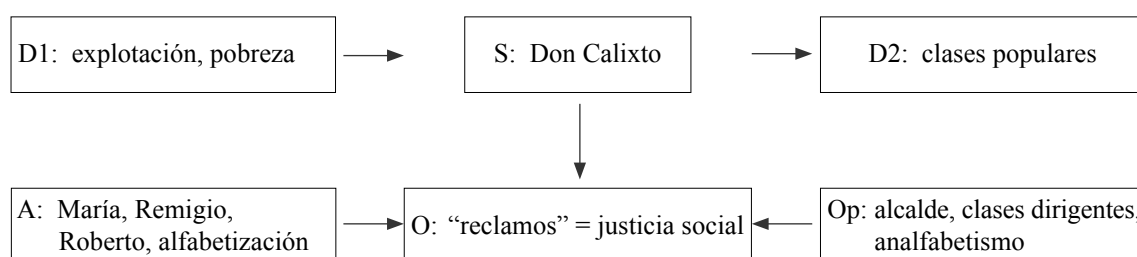 D1: explotación, pobreza
S: Don Calixto
D2: clases populares
A: María, Remigio,
Roberto, alfabetización
O: “reclamos” = justicia social
Op: alcalde, clases dirigentes,
analfabetismo